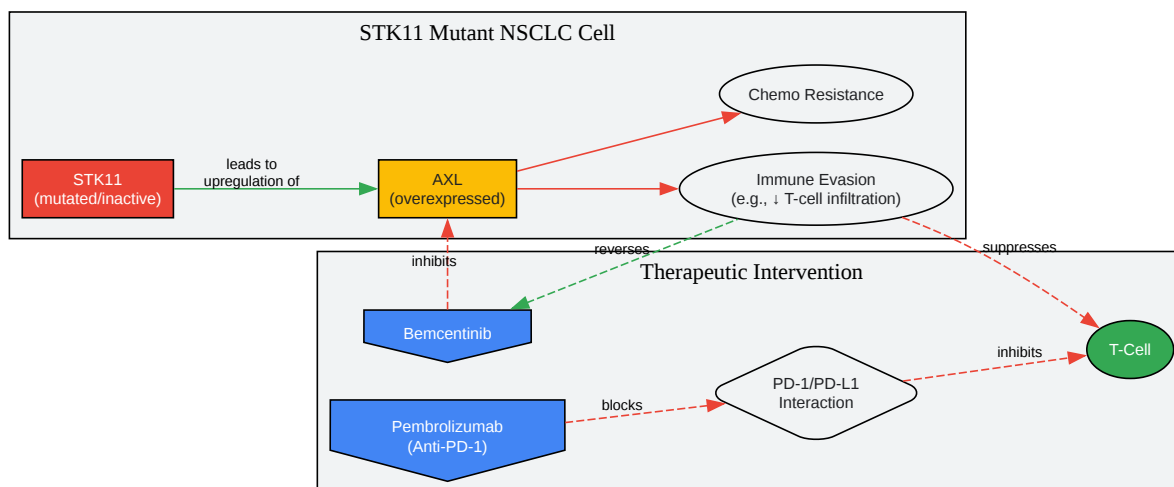 STK11 Mutant NSCLC Cell
Chemo Resistance
STK11
(mutated/inactive)
leads to
upregulation of
AXL
(overexpressed)
Immune Evasion
(e.g., ↓ T-cell infiltration)
inhibits
reverses
suppresses
Therapeutic Intervention
Bemcentinib
T-Cell
inhibits
PD-1/PD-L1
Interaction
blocks
Pembrolizumab
(Anti-PD-1)